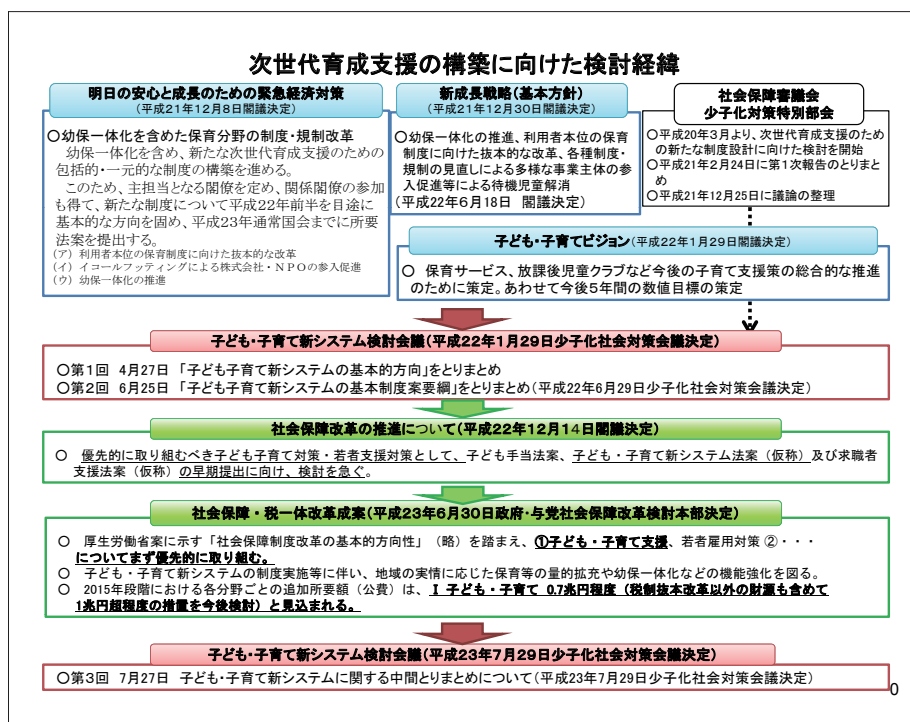 次世代育成支援の構築に向けた検討経緯
明日の安心と成長のための緊急経済対策
(平成21年12月8日閣議決定)
○幼保一体化を含めた保育分野の制度・規制改革
幼保一体化を含め、新たな次世代育成支援のための
包括的・一元的な制度の構築を進める。
このため、主担当となる閣僚を定め、関係閣僚の参加
も得て、新たな制度について平成22年前半を目途に
基本的な方向を固め、平成23年通常国会までに所要
法案を提出する。
(ア) 利用者本位の保育制度に向けた抜本的な改革
(イ) イコールフッティングによる株式会社・NPOの参入促進
(ウ) 幼保一体化の推進
新成長戦略(基本方針)
(平成21年12月30日閣議決定)
○幼保一体化の推進、利用者本位の保育
制度に向けた抜本的な改革、各種制度・
規制の見直しによる多様な事業主体の参
入促進等による待機児童解消
(平成22年6月18日 閣議決定)
社会保障審議会
少子化対策特別部会
○平成20年3月より、次世代育成支援のため
の新たな制度設計に向けた検討を開始
○平成21年2月24日に第1次報告のとりまと
め
○平成21年12月25日に議論の整理
子ども・子育てビジョン(平成22年1月29日閣議決定)
○ 保育サービス、放課後児童クラブなど今後の子育て支援策の総合的な推進
のために策定。あわせて今後5年間の数値目標の策定
子ども・子育て新システム検討会議(平成22年1月29日少子化社会対策会議決定)
○第1回 4月27日 「子ども子育て新システムの基本的方向」をとりまとめ
○第2回 6月25日 「子ども子育て新システムの基本制度案要綱」をとりまとめ(平成22年6月29日少子化社会対策会議決定)
社会保障改革の推進について(平成22年12月14日閣議決定)
○ 優先的に取り組むべき子ども子育て対策・若者支援対策として、子ども手当法案、子ども・子育て新システム法案(仮称)及び求職者
支援法案(仮称)の早期提出に向け、検討を急ぐ。
社会保障・税一体改革成案(平成23年6月30日政府・与党社会保障改革検討本部決定)
○ 厚生労働省案に示す「社会保障制度改革の基本的方向性」(略)を踏まえ、①子ども・子育て支援、若者雇用対策 ②・・・
についてまず優先的に取り組む。
○ 子ども・子育て新システムの制度実施等に伴い、地域の実情に応じた保育等の量的拡充や幼保一体化などの機能強化を図る。
○ 2015年段階における各分野ごとの追加所要額(公費)は、Ⅰ 子ども・子育て 0.7兆円程度(税制抜本改革以外の財源も含めて
1兆円超程度の措置を今後検討)と見込まれる。
子ども・子育て新システム検討会議(平成23年7月29日少子化社会対策会議決定)
○第3回 7月27日 子ども・子育て新システムに関する中間とりまとめについて(平成23年7月29日少子化社会対策会議決定)
0